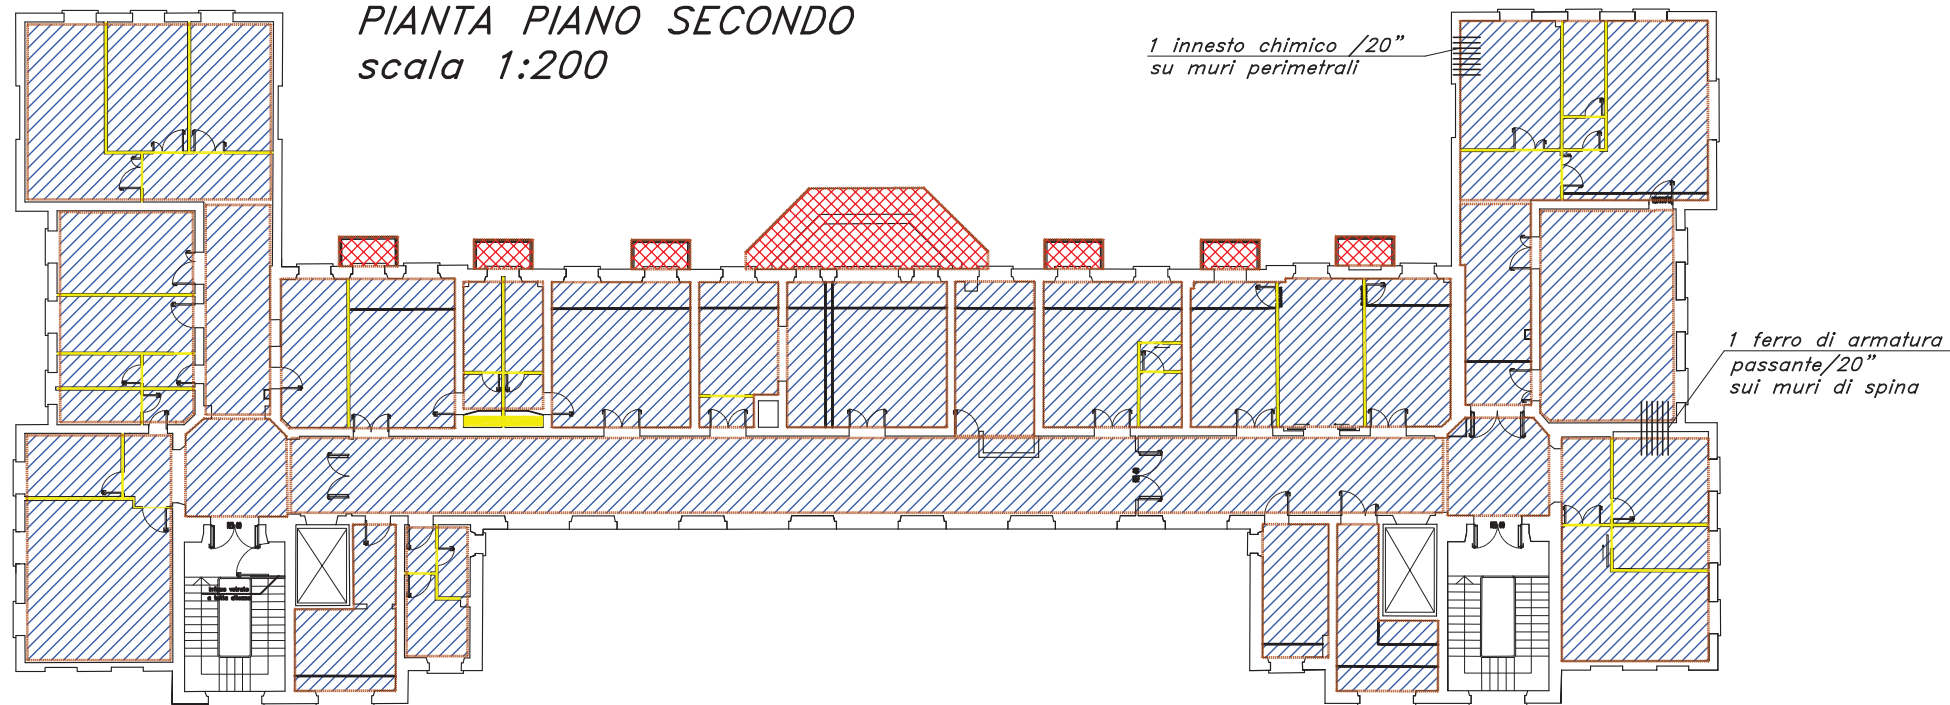 PIANTA PIANO SECONDO
scala 1:200
1 innesto chimico /20"
su muri perimetrali
1 ferro di armatura
passante/20"
sui muri di spina